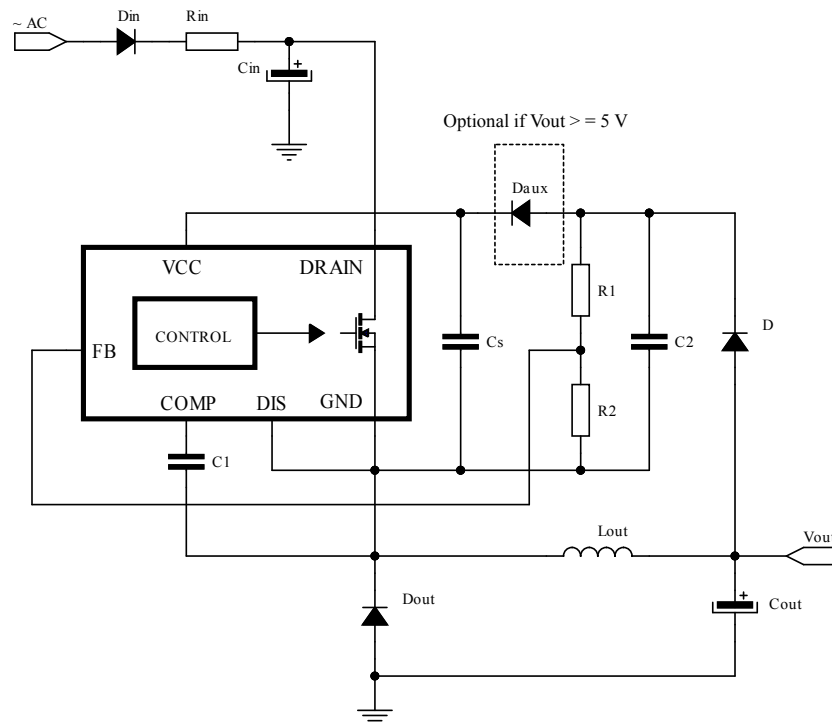 ~ AC
Din
Rin
Cin
Optional if Vout > = 5 V
Daux
VCC
DRAIN
R1
D
CONTROL
FB
Cs
C2
COMP
DIS
GND
R2
C1
Lout
Vout
Dout
Cout
+
+